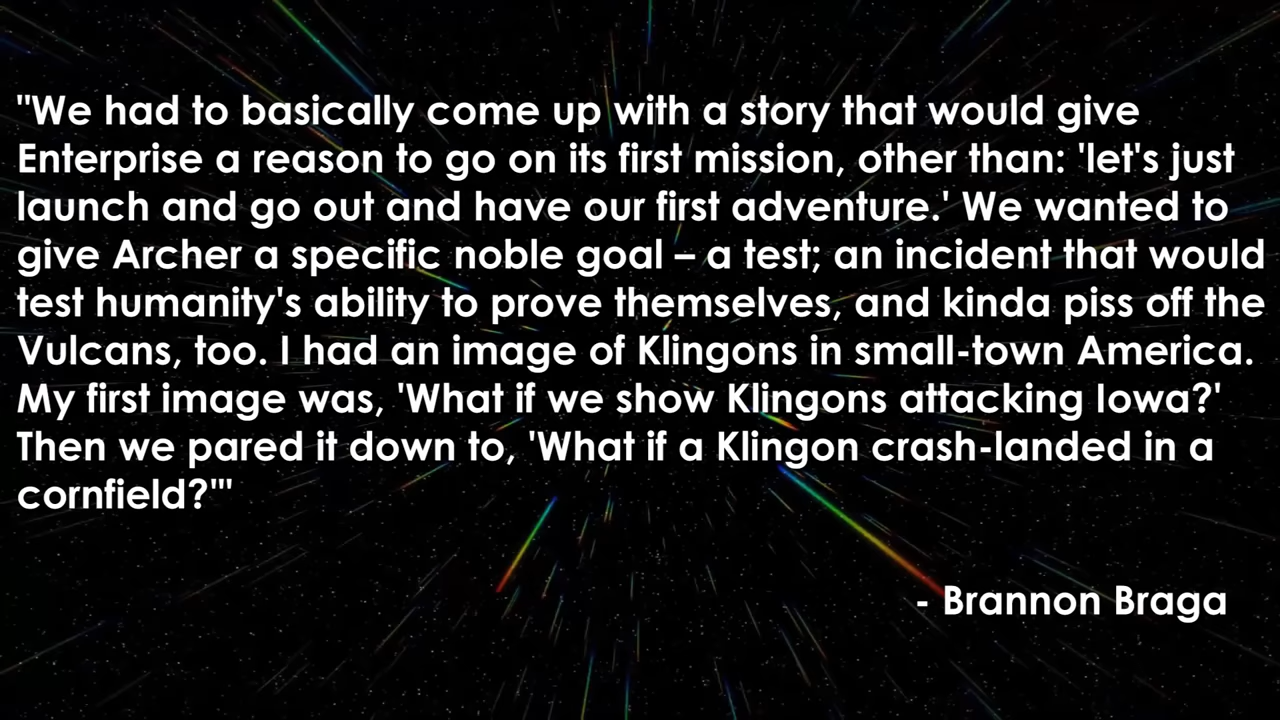 "We had to basically come up with a story that would give
Enterprise a reason to go on its first mission, other than: 'let's just
launch and go out and have our first adventure.' We wanted to
give Archer a specific noble goal – a test; an incident that would
test humanity's ability to prove themselves, and kinda piss off the
Vulcans, too. I had an image of Klingons in small-town America.
My first image was, 'What if we show Klingons attacking Iowa?'
Then we pared it down to, 'What if a Klingon crash-landed in a
cornfield?'"
- Brannon Braga